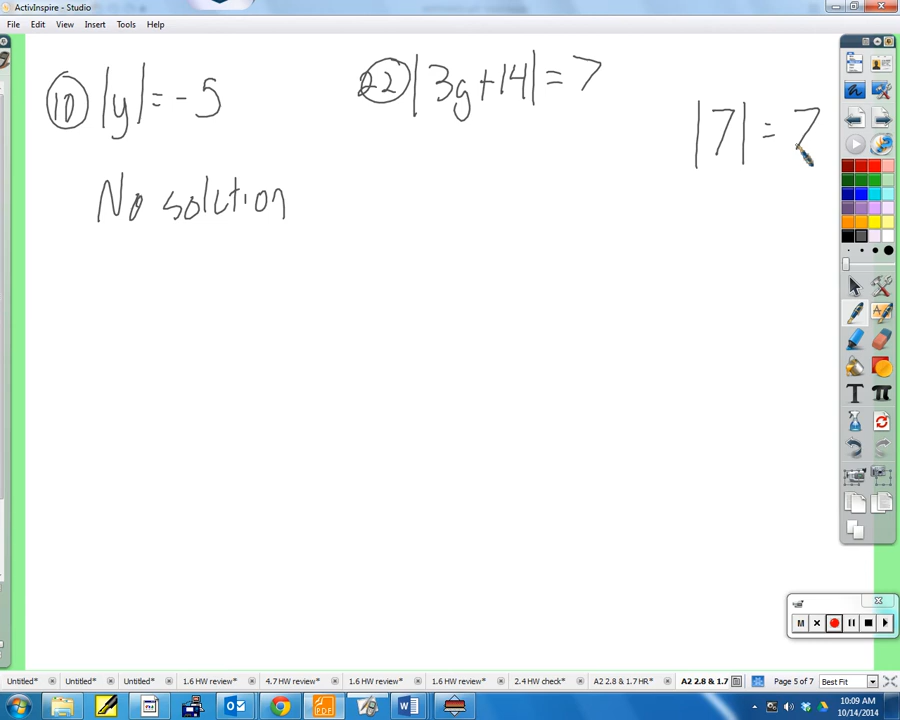 ActivInspire - Studio
File Edit View Insert Tools Help
⑩ |y| = -5
No solution
㉒ |3g+14| = 7
|7| = 7
T π
M
Untitled* Untitled* Untitled* 1.6 HW review* 4.7 HW review* 1.6 HW review* 1.6 HW review* 2.4 HW check* A2 2.8 & 1.7 HR* A2 2.8 & 1.7 Page 5 of 7 Best Fit
10:09 AM
10/14/2014